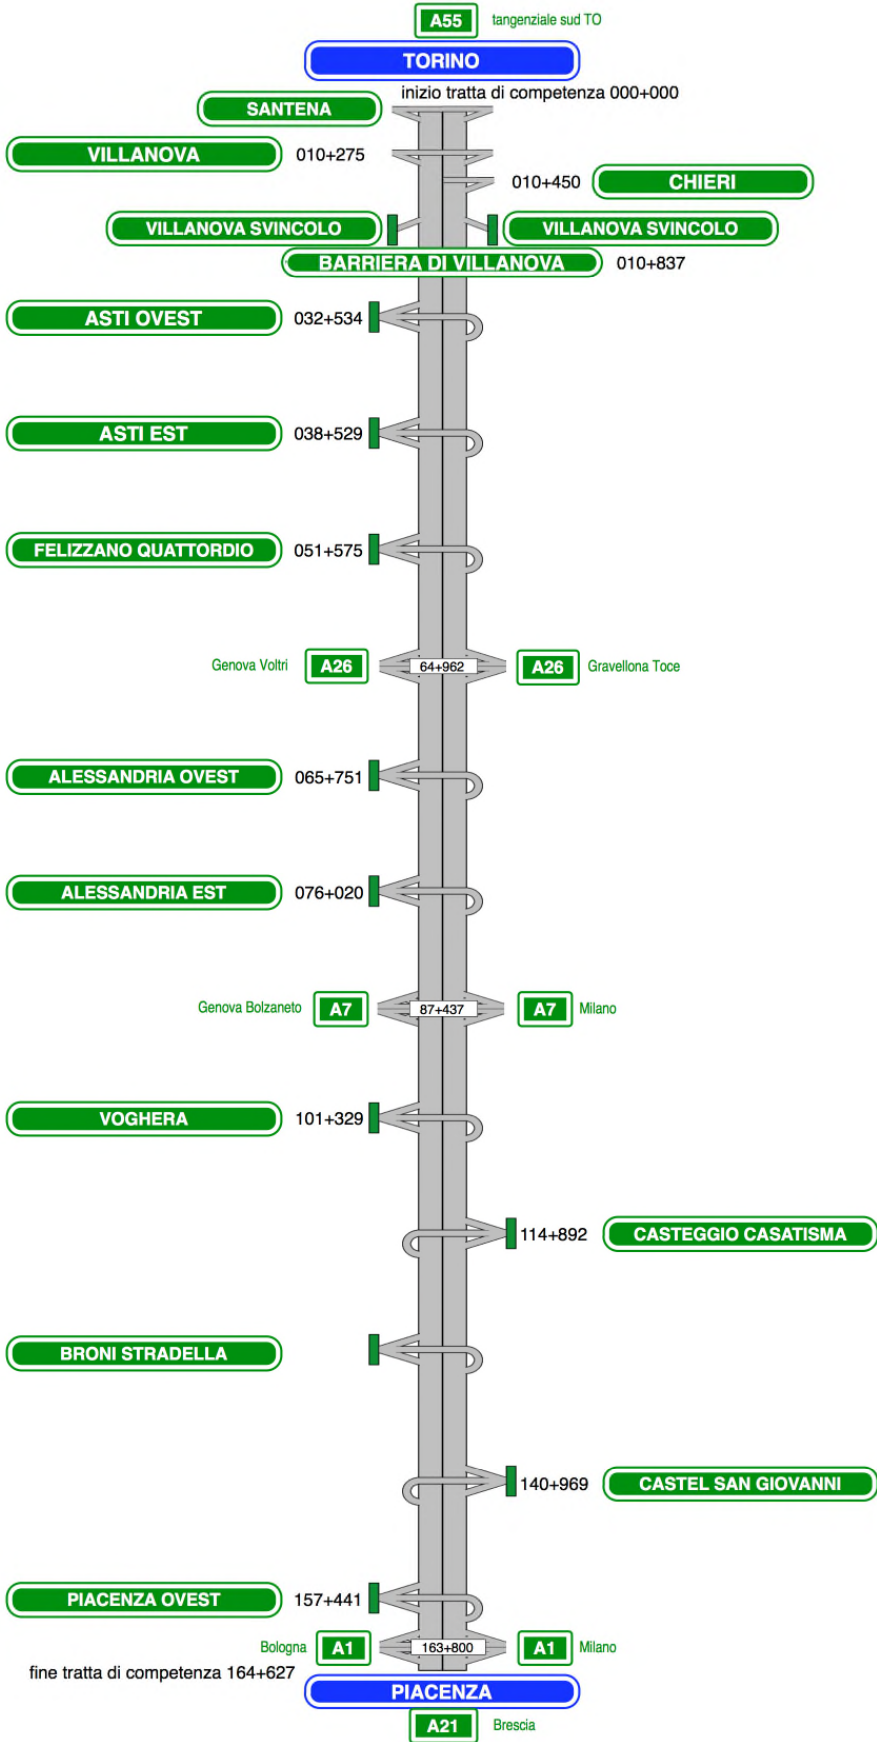 A55 tangenziale sud TO
TORINO
inizio tratta di competenza 000+000
SANTENA
VILLANOVA 010+275
010+450 CHIERI
VILLANOVA SVINCOLO VILLANOVA SVINCOLO
BARRIERA DI VILLANOVA 010+837
ASTI OVEST 032+534
ASTI EST 038+529
FELIZZANO QUATTORDIO 051+575
Genova Voltri A26 64+962 A26 Gravellona Toce
ALESSANDRIA OVEST 065+751
ALESSANDRIA EST 076+020
Genova Bolzaneto A7 87+437 A7 Milano
VOGHERA 101+329
114+892 CASTEGGIO CASATISMA
BRONI STRADELLA
140+969 CASTEL SAN GIOVANNI
PIACENZA OVEST 157+441
Bologna A1 163+800 A1 Milano
fine tratta di competenza 164+627
PIACENZA
A21 Brescia